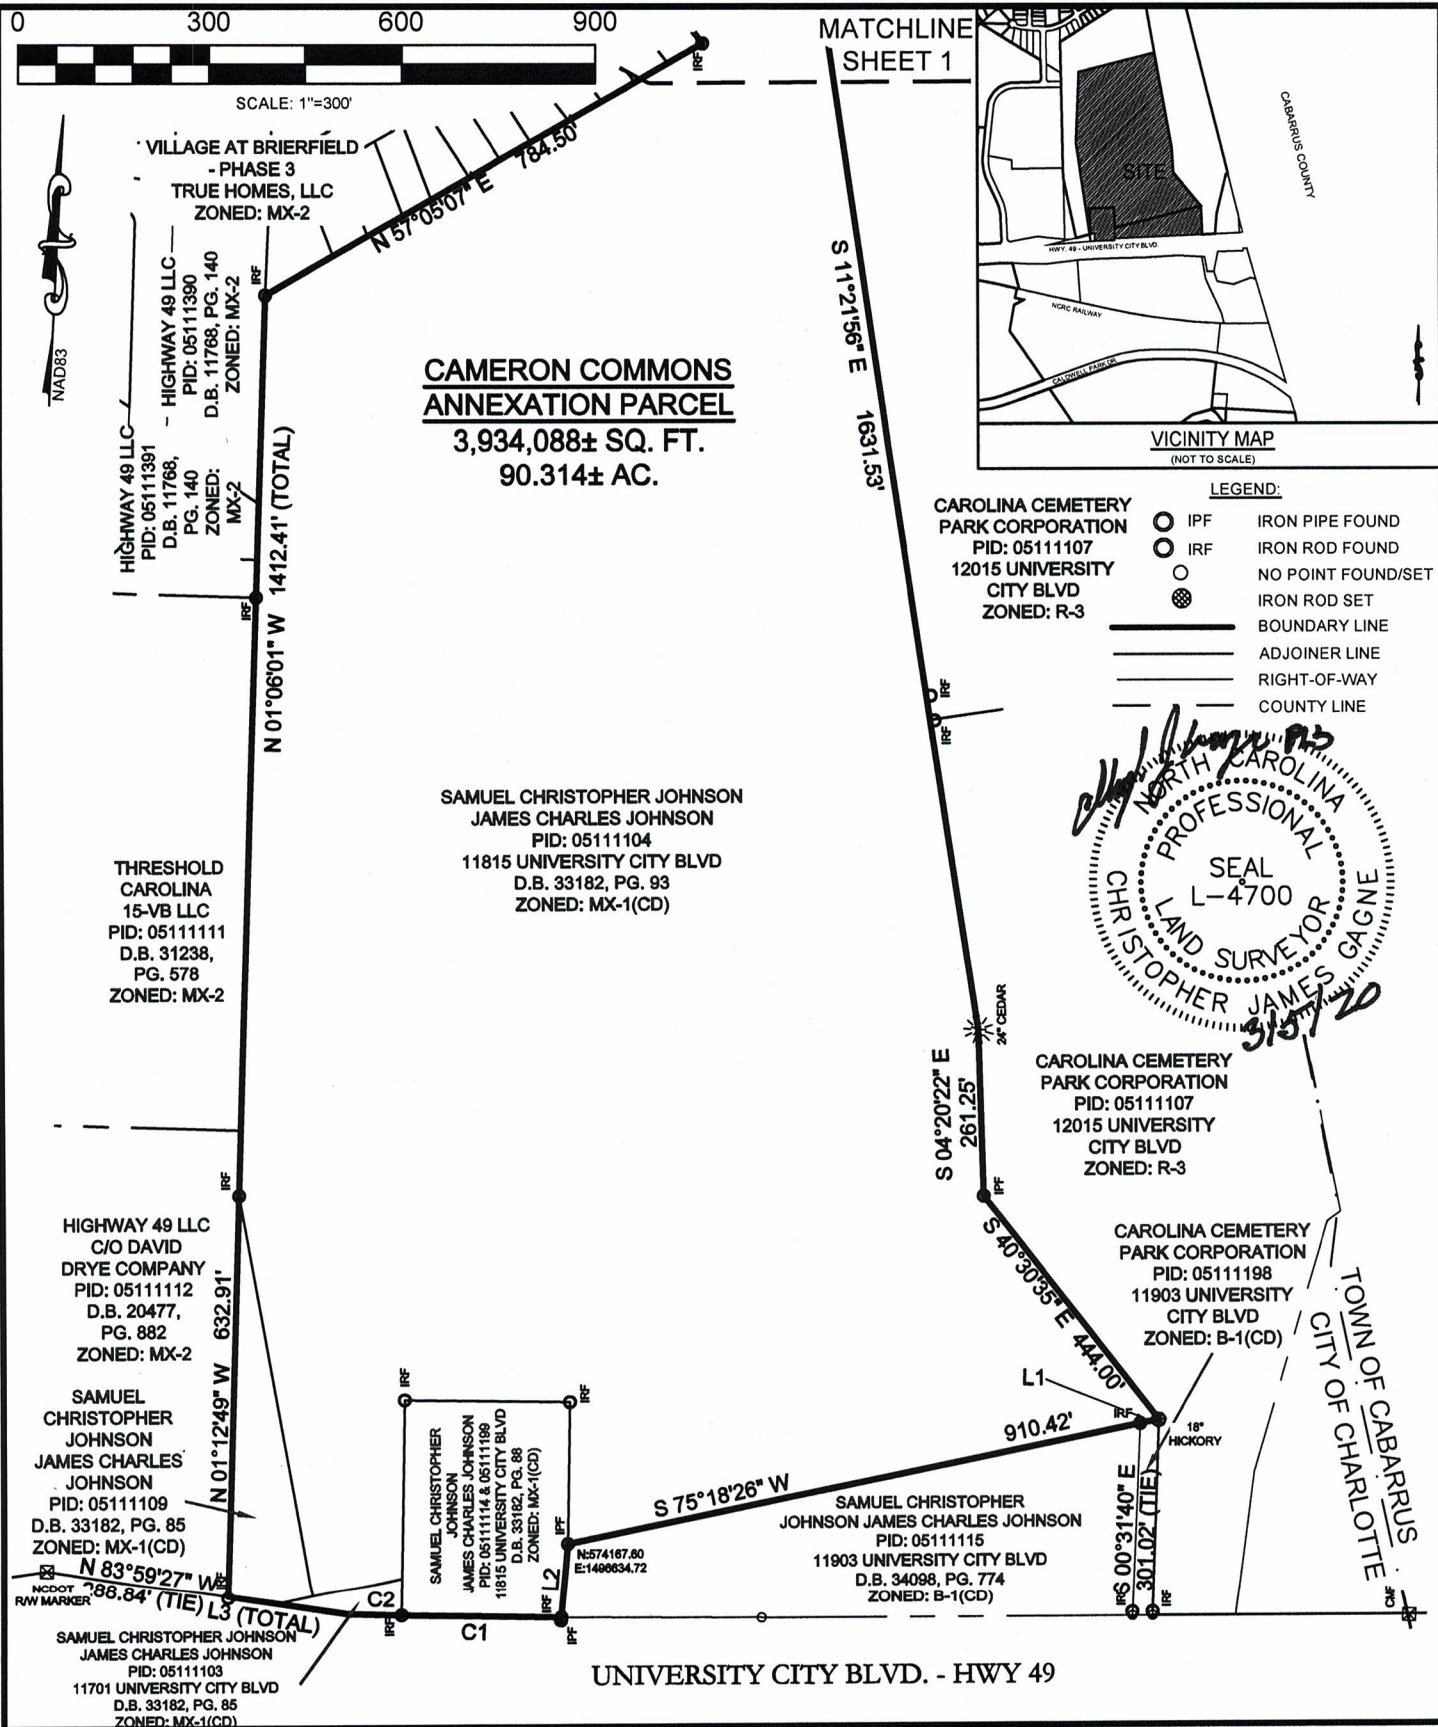 0 300 600 900
SCALE: 1"=300'
MATCHLINE
SHEET 1
IRF
VILLAGE AT BRIERFIELD
- PHASE 3
TRUE HOMES, LLC
ZONED: MX-2
784.50'
N 57°05'07" E
NAD83
HIGHWAY 49 LLC
PID: 05111390
D.B. 11768, PG. 140
ZONED: MX-2
IRF
HIGHWAY 49 LLC
PID: 05111391
D.B. 11768,
PG. 140
ZONED:
MX-2
CAMERON COMMONS
ANNEXATION PARCEL
3,934,088± SQ. FT.
90.314± AC.
N 01°06'01" W 1412.41' (TOTAL)
IRF
S 11°21'56" E 1631.53'
SITE
CABARRUS COUNTY
HWY. 49 - UNIVERSITY CITY BLVD.
NCRC RAILWAY
CALDWELL PARK DR.
VICINITY MAP
(NOT TO SCALE)
LEGEND:
IPF IRON PIPE FOUND
IRF IRON ROD FOUND
NO POINT FOUND/SET
IRON ROD SET
BOUNDARY LINE
ADJOINER LINE
RIGHT-OF-WAY
COUNTY LINE
CAROLINA CEMETERY
PARK CORPORATION
PID: 05111107
12015 UNIVERSITY
CITY BLVD
ZONED: R-3
IRF
IRF
PLS
NORTH CAROLINA
PROFESSIONAL
SEAL
L-4700
LAND SURVEYOR
CHRISTOPHER JAMES GAGNE
3/5/20
SAMUEL CHRISTOPHER JOHNSON
JAMES CHARLES JOHNSON
PID: 05111104
11815 UNIVERSITY CITY BLVD
D.B. 33182, PG. 93
ZONED: MX-1(CD)
THRESHOLD
CAROLINA
15-VB LLC
PID: 05111111
D.B. 31238,
PG. 578
ZONED: MX-2
24" CEDAR
S 04°20'22" E
261.25'
CAROLINA CEMETERY
PARK CORPORATION
PID: 05111107
12015 UNIVERSITY
CITY BLVD
ZONED: R-3
IRF
IPF
HIGHWAY 49 LLC
C/O DAVID
DRYE COMPANY
PID: 05111112
D.B. 20477,
PG. 882
ZONED: MX-2
N 01°12'49" W 632.91'
S 40°30'35" E 444.00'
CAROLINA CEMETERY
PARK CORPORATION
PID: 05111198
11903 UNIVERSITY
CITY BLVD
ZONED: B-1(CD)
TOWN OF CABARRUS
CITY OF CHARLOTTE
L1
IRF
18"
HICKORY
910.42'
S 75°18'26" W
SAMUEL
CHRISTOPHER
JOHNSON
JAMES CHARLES
JOHNSON
PID: 05111109
D.B. 33182, PG. 85
ZONED: MX-1(CD)
IRF
IRF
SAMUEL CHRISTOPHER
JOHNSON
JAMES CHARLES JOHNSON
PID: 05111114 & 05111199
11815 UNIVERSITY CITY BLVD
D.B. 33182, PG. 88
ZONED: MX-1(CD)
IPF
N:574167.60
E:1496634.72
SAMUEL CHRISTOPHER
JOHNSON JAMES CHARLES JOHNSON
PID: 05111115
11903 UNIVERSITY CITY BLVD
D.B. 34098, PG. 774
ZONED: B-1(CD)
S 00°31'40" E
301.02' (TIE)
IRF
IRF
CMF
N 83°59'27" W
288.84' (TIE)
IRF
NCDOT
R/W MARKER
L3 (TOTAL)
C2
IRF
C1
IRF
L2
IPF
SAMUEL CHRISTOPHER JOHNSON
JAMES CHARLES JOHNSON
PID: 05111103
11701 UNIVERSITY CITY BLVD
D.B. 33182, PG. 85
ZONED: MX-1(CD)
UNIVERSITY CITY BLVD. - HWY 49